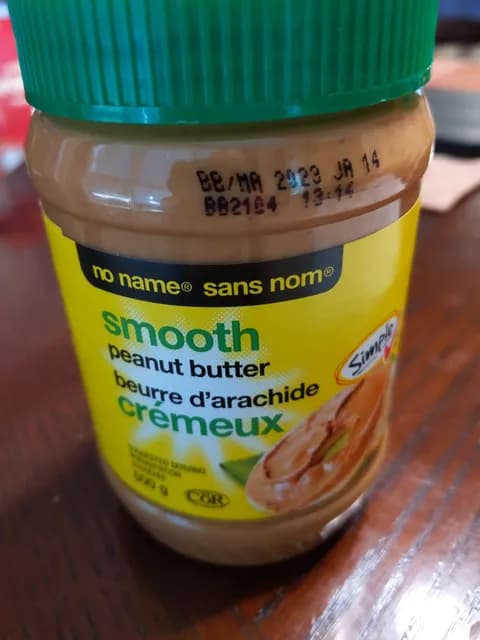 BB/MA 2023 JA 14
BB2104 13:14
no name® sans nom®
smooth
peanut butter
beurre d'arachide
crémeux
Simple
500 g
COR